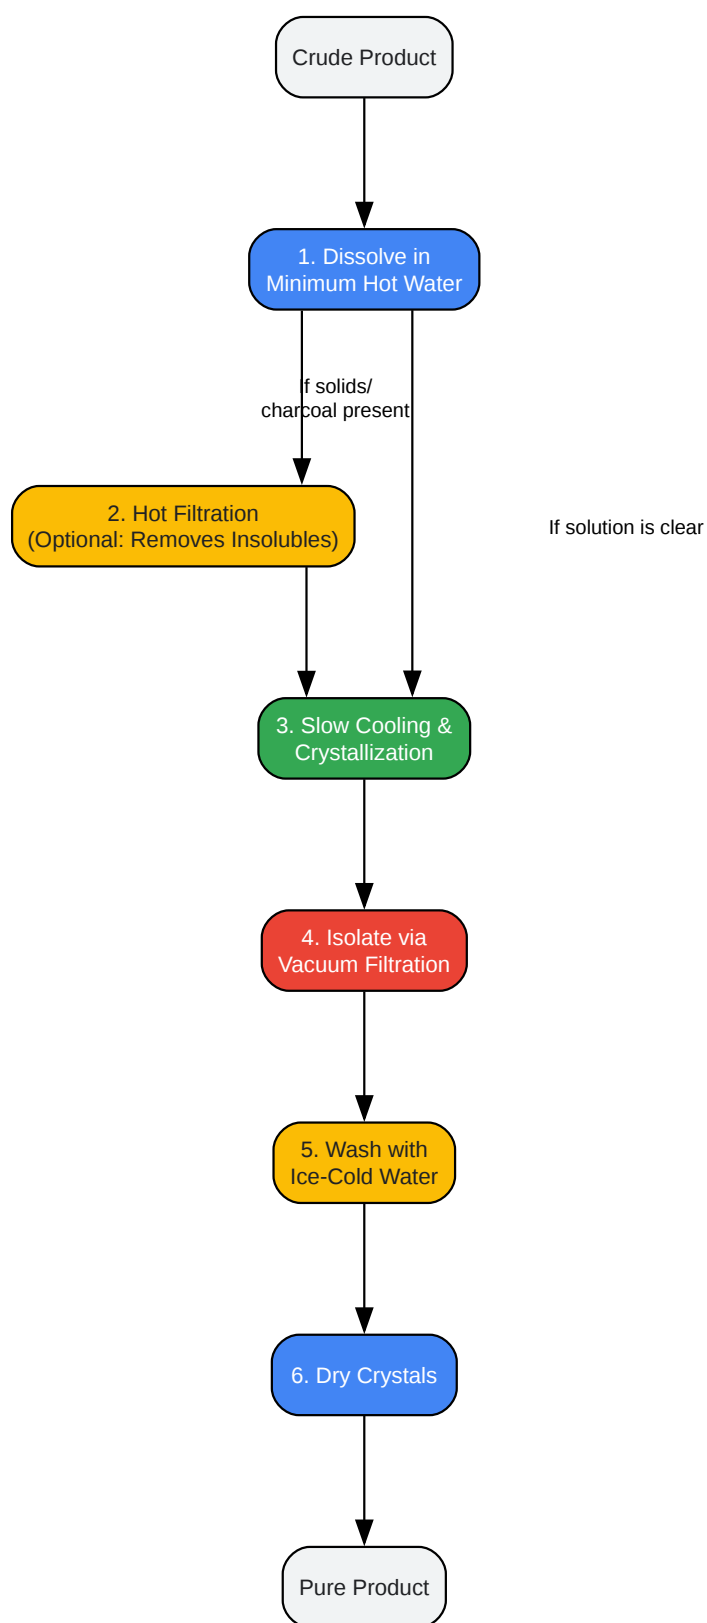 Crude Product
1. Dissolve in
Minimum Hot Water
If solids/
charcoal present
2. Hot Filtration
(Optional: Removes Insolubles)
If solution is clear
3. Slow Cooling &
Crystallization
4. Isolate via
Vacuum Filtration
5. Wash with
Ice-Cold Water
6. Dry Crystals
Pure Product